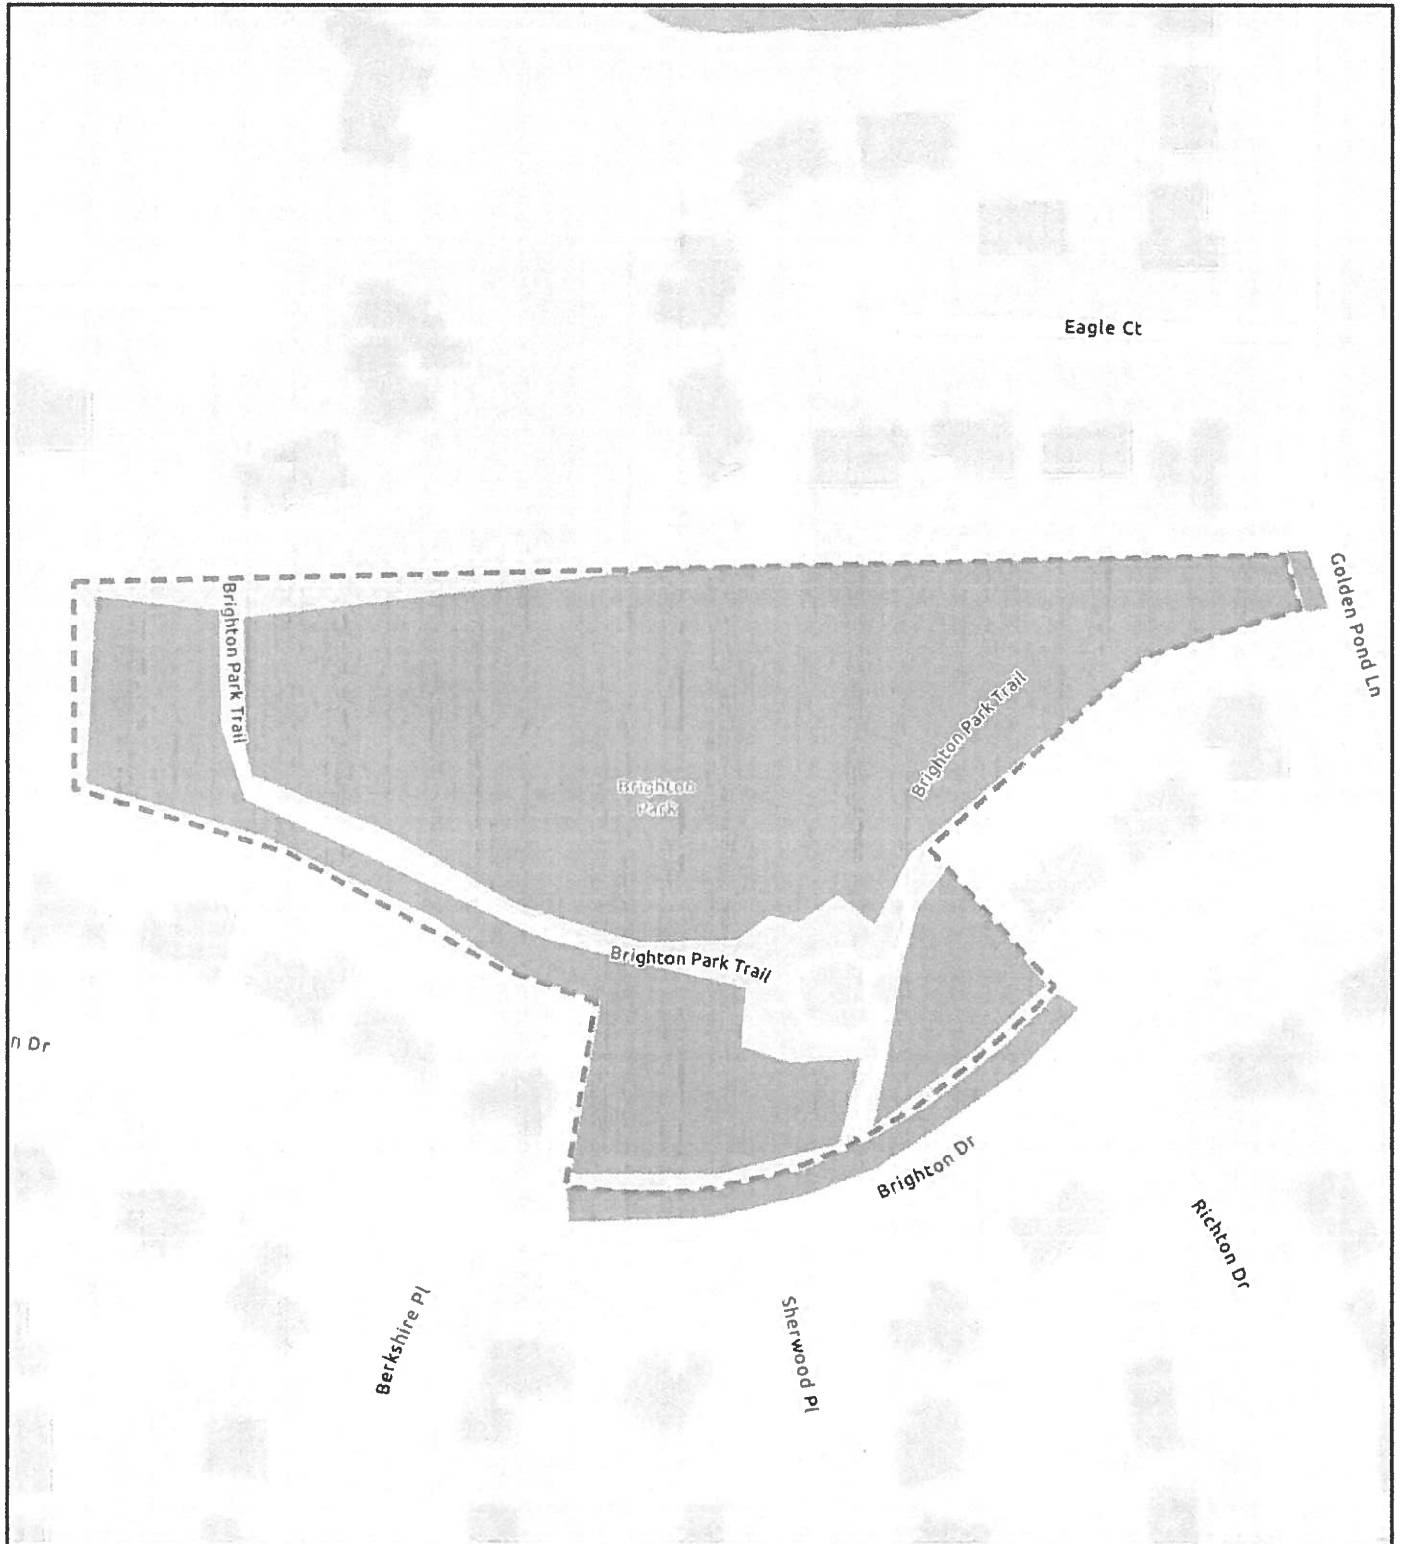 Eagle Ct
Golden Pond Ln
Brighton Park Trail
Brighton Park Trail
Brighton
Park
Brighton Park Trail
n Dr
Brighton Dr
Richton Dr
Berkshire Pl
Sherwood Pl